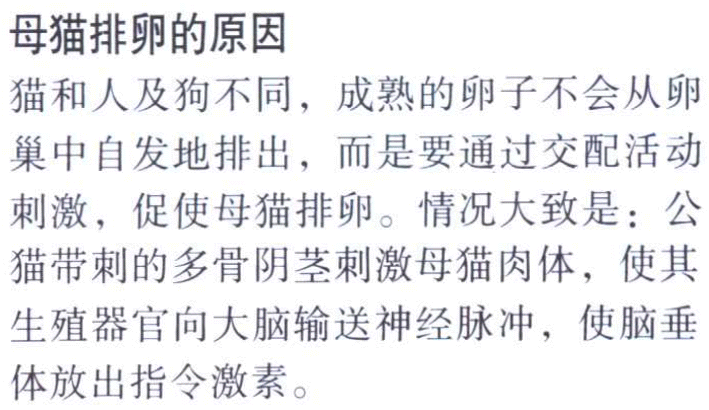 母猫排卵的原因
猫和人及狗不同，成熟的卵子不会从卵
巢中自发地排出，而是要通过交配活动
刺激，促使母猫排卵。情况大致是：公
猫带刺的多骨阴茎刺激母猫肉体，使其
生殖器官向大脑输送神经脉冲，使脑垂
体放出指令激素。